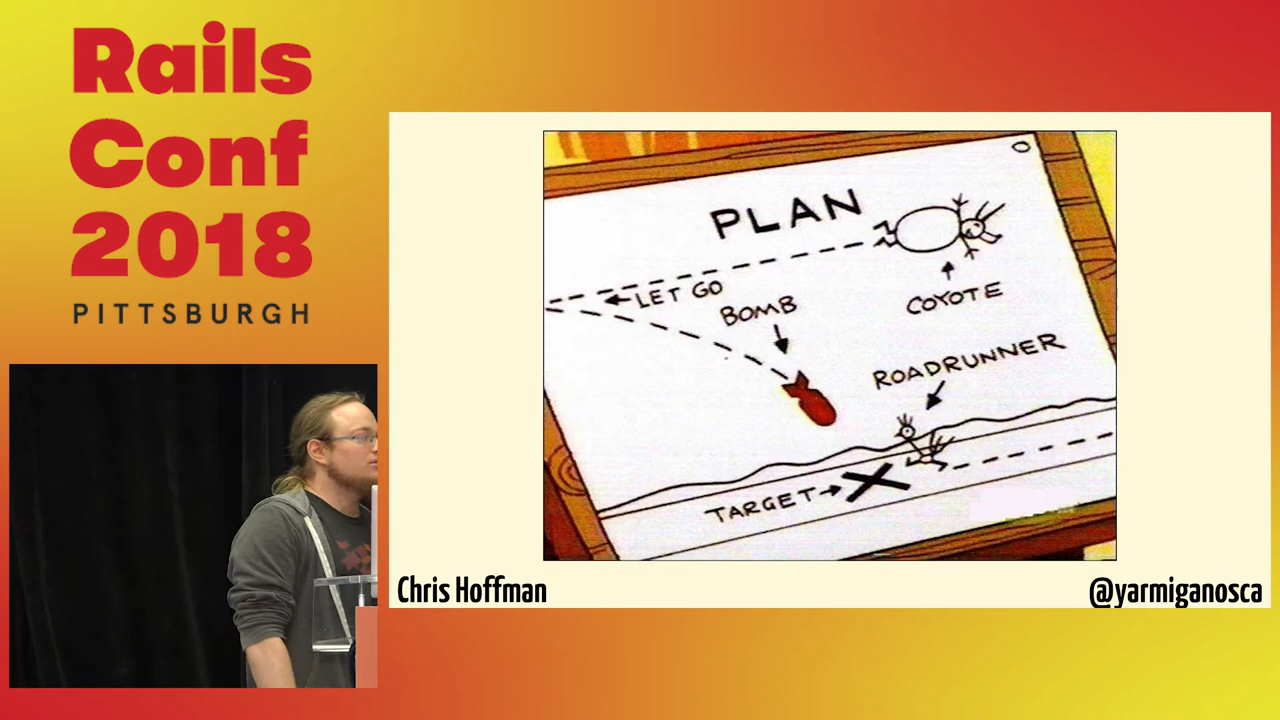 Rails
Conf
2018
PITTSBURGH
PLAN
LET GO
BOMB
COYOTE
ROADRUNNER
TARGET
Chris Hoffman
@yarmiganosca